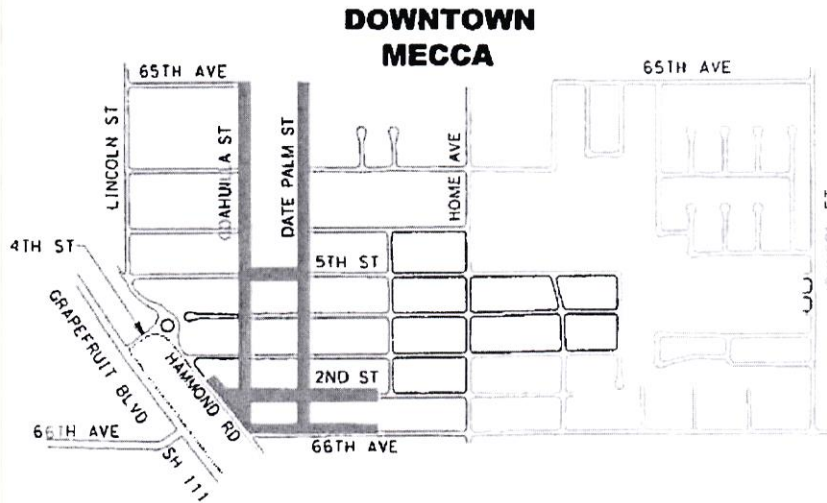 DOWNTOWN
MECCA
65TH AVE
65TH AVE
LINCOLN ST
COAHUILLA ST
DATE PALM ST
HOME AVE
4TH ST
5TH ST
GRAPEFRUIT BLVD
HAMMOND RD
2ND ST
66TH AVE
66TH AVE
SH 111